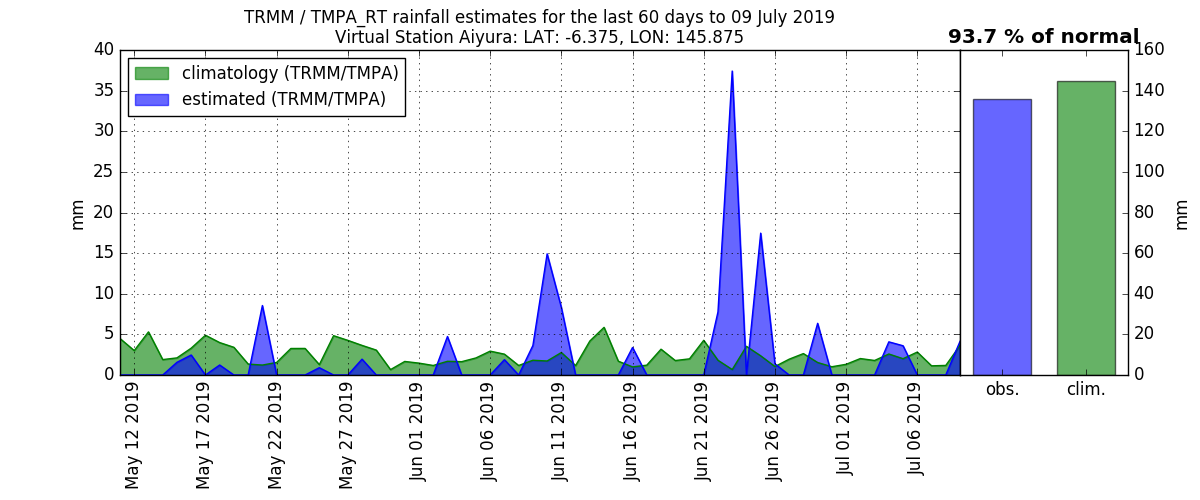 TRMM / TMPA_RT rainfall estimates for the last 60 days to 09 July 2019
Virtual Station Aiyura: LAT: -6.375, LON: 145.875
93.7 % of normal
climatology (TRMM/TMPA)
estimated (TRMM/TMPA)
40
35
30
25
20
15
10
5
0
mm
May 12 2019
May 17 2019
May 22 2019
May 27 2019
Jun 01 2019
Jun 06 2019
Jun 11 2019
Jun 16 2019
Jun 21 2019
Jun 26 2019
Jul 01 2019
Jul 06 2019
obs.
clim.
160
140
120
100
80
60
40
20
0
mm